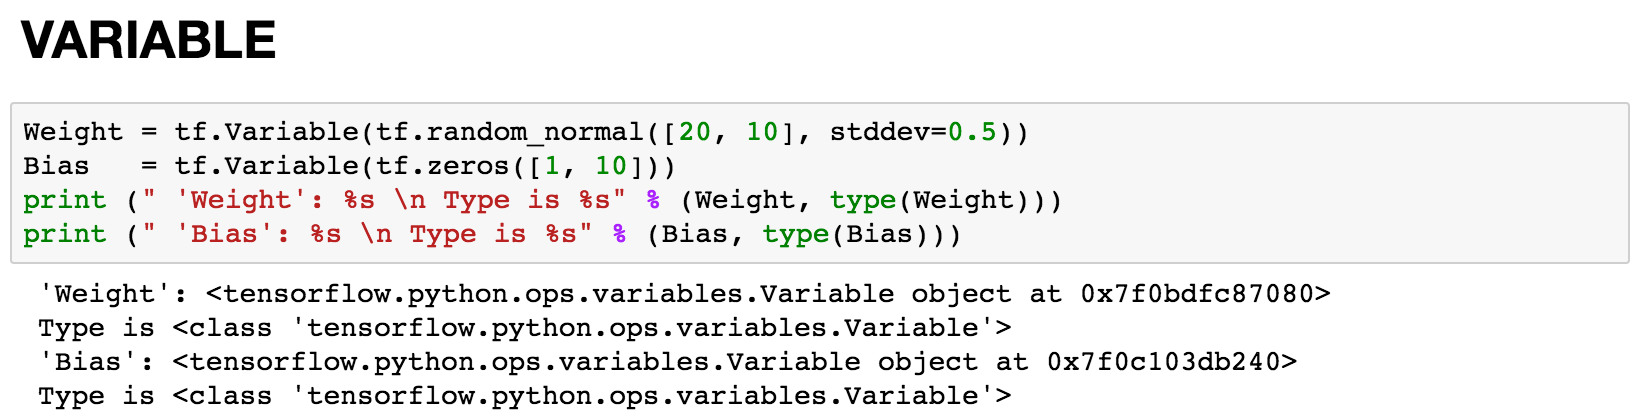 VARIABLE
Weight = tf.Variable(tf.random_normal([20, 10], stddev=0.5))
Bias   = tf.Variable(tf.zeros([1, 10]))
print (" 'Weight': %s \n Type is %s" % (Weight, type(Weight)))
print (" 'Bias': %s \n Type is %s" % (Bias, type(Bias)))
'Weight': <tensorflow.python.ops.variables.Variable object at 0x7f0bdfc87080>
Type is <class 'tensorflow.python.ops.variables.Variable'>
'Bias': <tensorflow.python.ops.variables.Variable object at 0x7f0c103db240>
Type is <class 'tensorflow.python.ops.variables.Variable'>